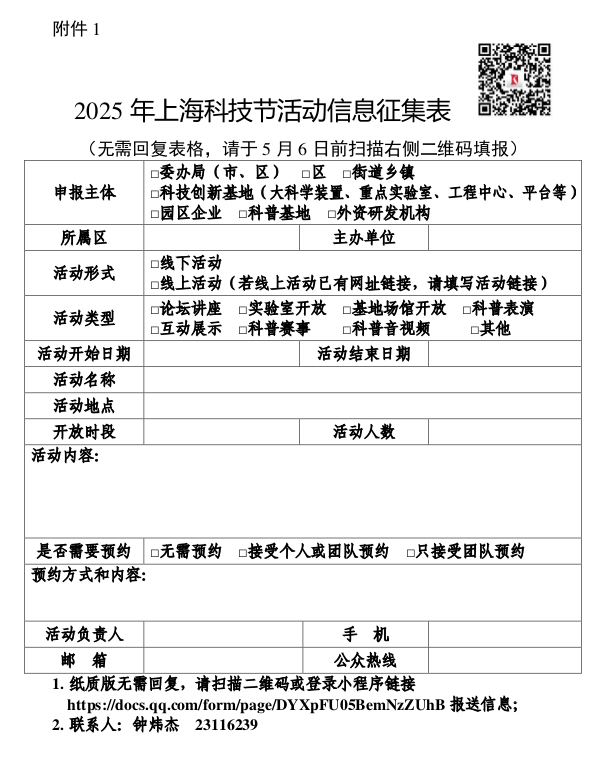 附件 1
2025 年上海科技节活动信息征集表
（无需回复表格，请于 5 月 6 日前扫描右侧二维码填报）
申报主体
□委办局（市、区） □区 □街道乡镇
□科技创新基地（大科学装置、重点实验室、工程中心、平台等）
□园区企业 □科普基地 □外资研发机构
所属区 主办单位
活动形式
□线下活动
□线上活动（若线上活动已有网址链接，请填写活动链接）
活动类型
□论坛讲座 □实验室开放 □基地场馆开放 □科普表演
□互动展示 □科普赛事 □科普音视频 □其他
活动开始日期 活动结束日期
活动名称
活动地点
开放时段 活动人数
活动内容：
是否需要预约 □无需预约 □接受个人或团队预约 □只接受团队预约
预约方式和内容：
活动负责人 手 机
邮 箱 公众热线
1. 纸质版无需回复，请扫描二维码或登录小程序链接
https://docs.qq.com/form/page/DYXpFU05BemNzZUhB 报送信息；
2. 联系人：钟炜杰 23116239